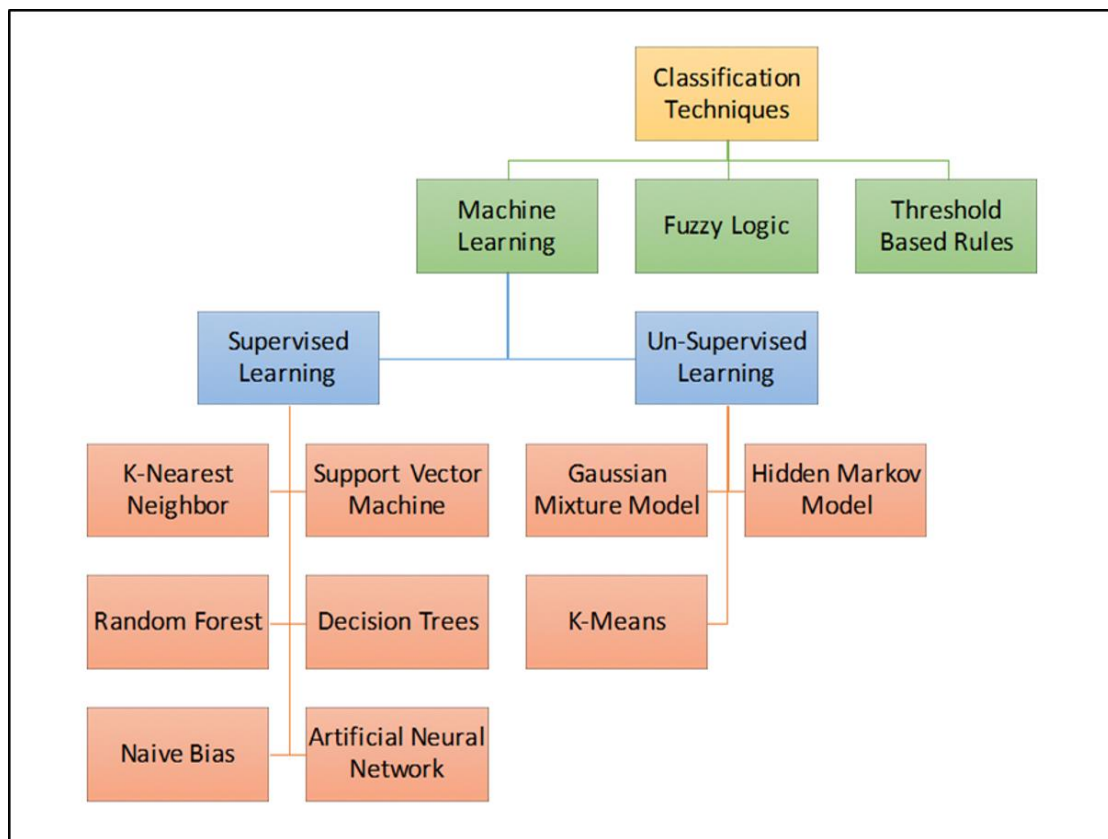 Classification
Techniques
Machine
Learning
Fuzzy Logic
Threshold
Based Rules
Supervised
Learning
Un-Supervised
Learning
K-Nearest
Neighbor
Support Vector
Machine
Gaussian
Mixture Model
Hidden Markov
Model
Random Forest
Decision Trees
K-Means
Naive Bias
Artificial Neural
Network